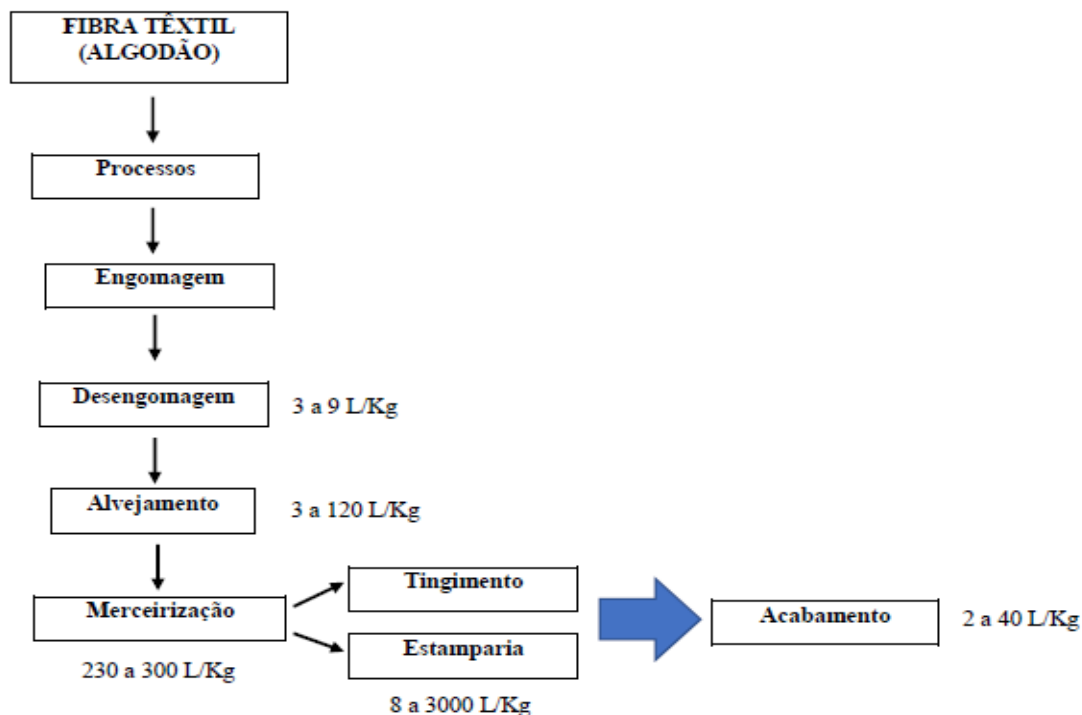 FIBRA TÊXTIL
(ALGODÃO)
Processos
Engomagem
Desengomagem
3 a 9 L/Kg
Alvejamento
3 a 120 L/Kg
Merceirização
230 a 300 L/Kg
Tingimento
Estamparia
8 a 3000 L/Kg
Acabamento
2 a 40 L/Kg